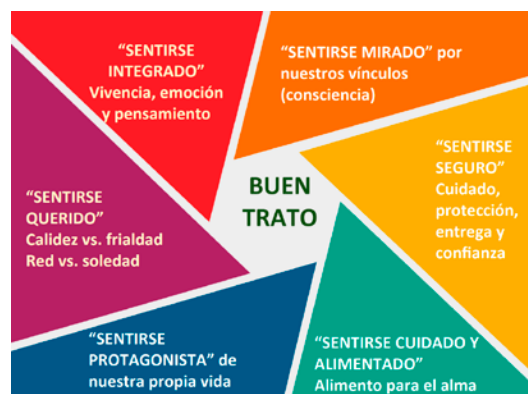 “SENTIRSE
INTEGRADO”
Vivencia, emoción
y pensamiento
“SENTIRSE MIRADO” por
nuestros vínculos
(consciencia)
“SENTIRSE
SEGURO”
Cuidado,
protección,
entrega y
confianza
BUEN
TRATO
“SENTIRSE
QUERIDO”
Calidez vs. frialdad
Red vs. soledad
“SENTIRSE
PROTAGONISTA” de
nuestra propia vida
“SENTIRSE CUIDADO Y
ALIMENTADO”
Alimento para el alma